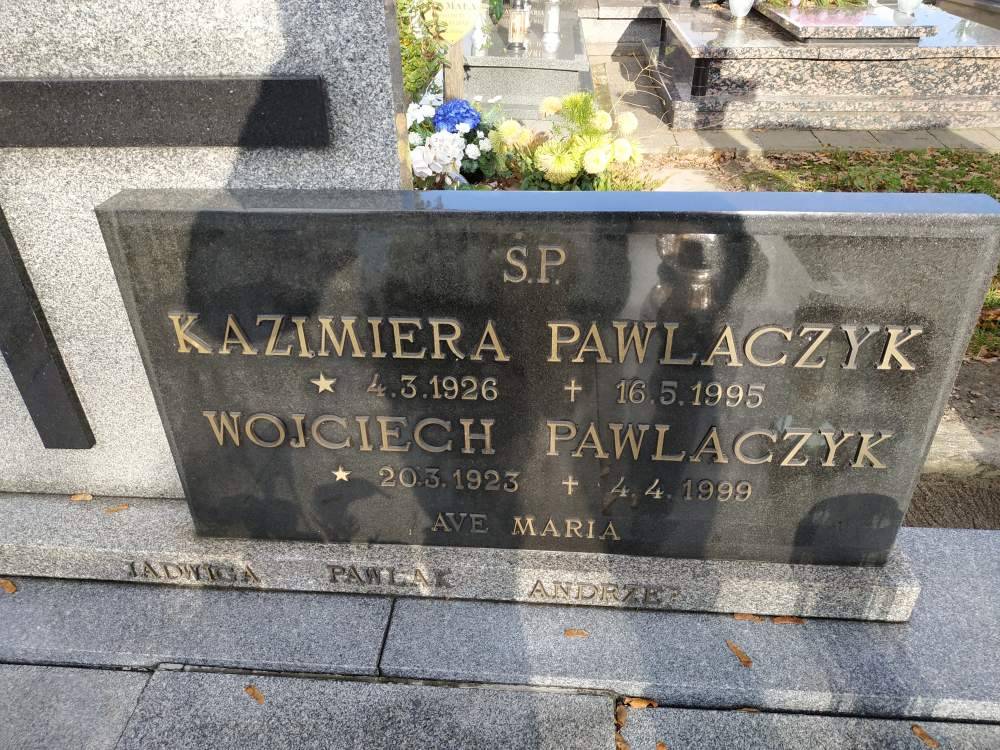 S.P.
KAZIMIERA PAWLACZYK
★ 4.3.1926 ✝ 16.5.1995
WOJCIECH PAWLACZYK
★ 20.3.1923 ✝ 4.4.1999
AVE MARIA
JADWIGA PAWLAK ANDRZEJ